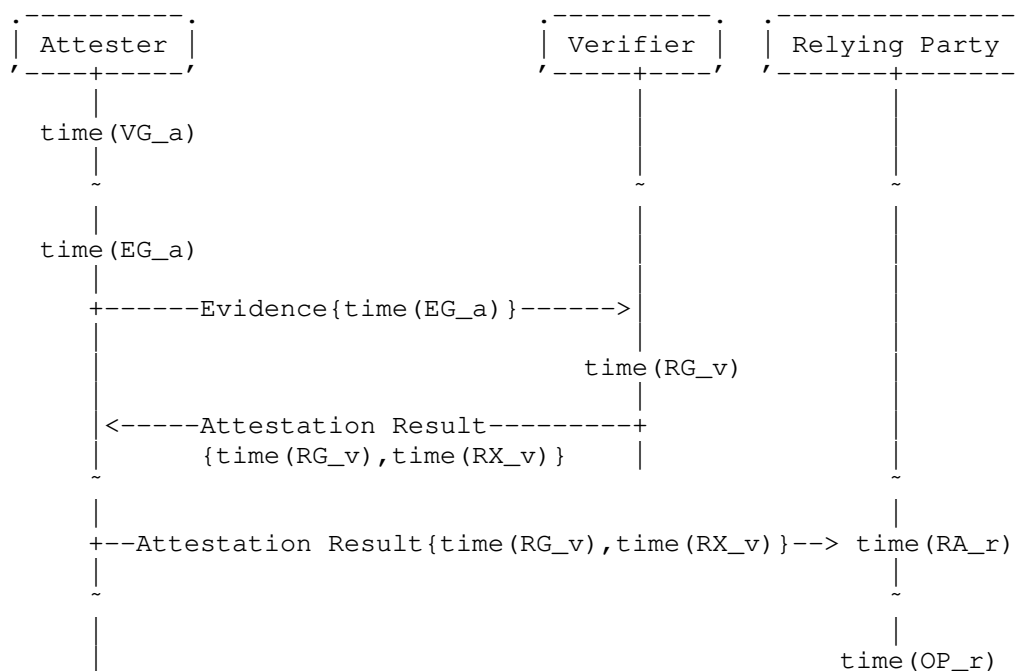 .----------.                            .----------.  .---------------
| Attester |                            | Verifier |  | Relying Party
'----+-----'                            '-----+----'  '-------+-------
time(VG_a)
~ ~ ~
time(EG_a)
+------Evidence{time(EG_a)}------>|
time(RG_v)
|<-----Attestation Result---------+
{time(RG_v),time(RX_v)}
~ ~
+--Attestation Result{time(RG_v),time(RX_v)}--> time(RA_r)
~ ~
time(OP_r)